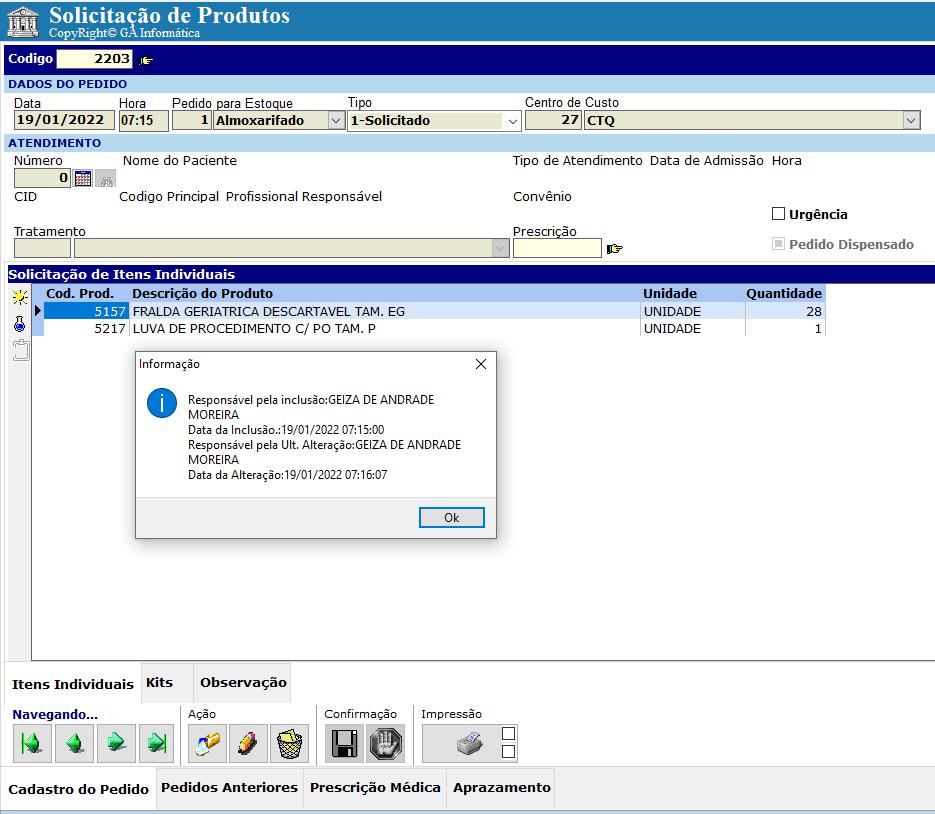 Solicitação de Produtos
CopyRight© GA Informática
Codigo 2203
DADOS DO PEDIDO
Data Hora Pedido para Estoque Tipo Centro de Custo
19/01/2022 07:15 1 Almoxarifado 1-Solicitado 27 CTQ
ATENDIMENTO
Número Nome do Paciente Tipo de Atendimento Data de Admissão Hora
0
CID Codigo Principal Profissional Responsável Convênio
Urgência
Tratamento Prescrição
Pedido Dispensado
Solicitação de Itens Individuais
Cod. Prod. Descrição do Produto Unidade Quantidade
5157 FRALDA GERIATRICA DESCARTAVEL TAM. EG UNIDADE 28
5217 LUVA DE PROCEDIMENTO C/ PO TAM. P UNIDADE 1
Informação
Responsável pela inclusão:GEIZA DE ANDRADE
MOREIRA
Data da Inclusão.:19/01/2022 07:15:00
Responsável pela Ult. Alteração:GEIZA DE ANDRADE
MOREIRA
Data da Alteração:19/01/2022 07:16:07
Ok
Itens Individuais Kits Observação
Navegando... Ação Confirmação Impressão
Cadastro do Pedido Pedidos Anteriores Prescrição Médica Aprazamento